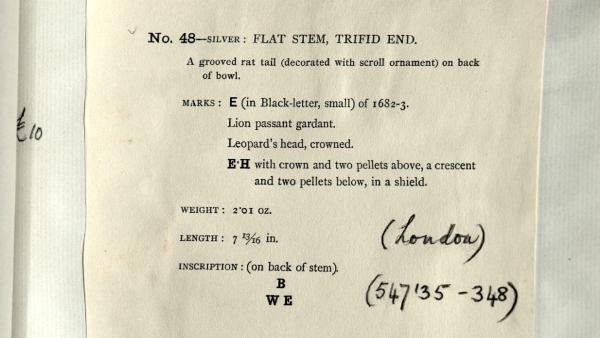 No. 48—SILVER: FLAT STEM, TRIFID END.
A grooved rat tail (decorated with scroll ornament) on back
of bowl.
MARKS: E (in Black-letter, small) of 1682-3.
Lion passant gardant.
Leopard's head, crowned.
E·H with crown and two pellets above, a crescent
and two pellets below, in a shield.
£10
WEIGHT: 2·01 OZ.
LENGTH: 7 13/16 in.
(London)
INSCRIPTION: (on back of stem).
B
W E
(547'35 - 348)